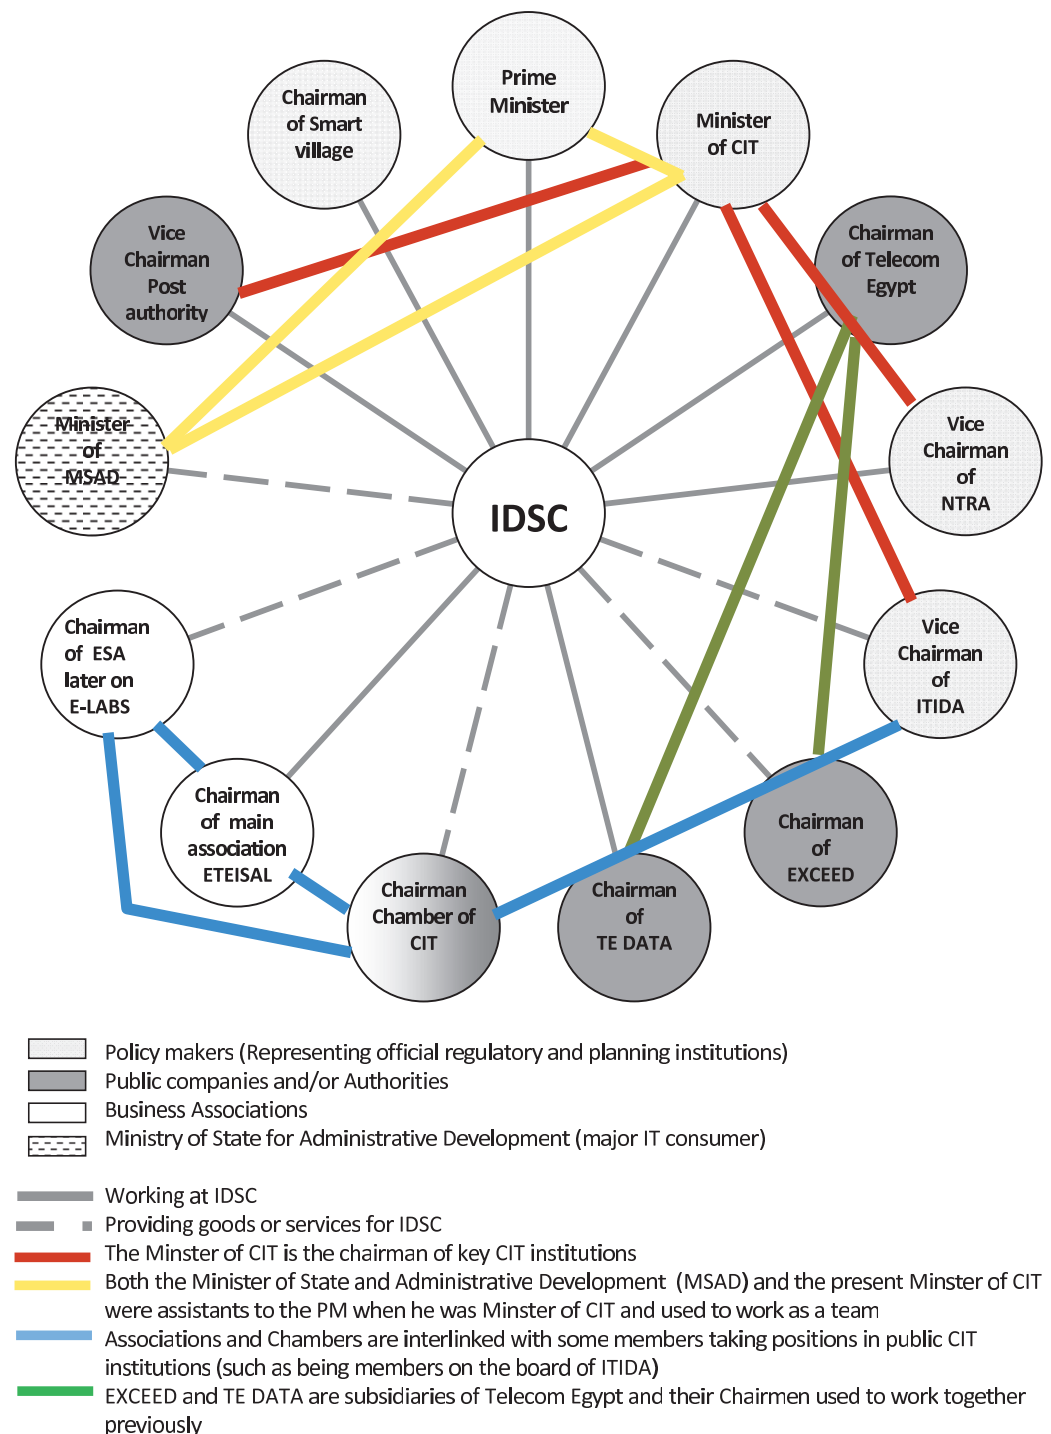 Prime
Minister
Chairman
of Smart
village
Minister
of CIT
Vice
Chairman
Post
authority
Chairman
of Telecom
Egypt
Minister
of
MSAD
Vice
Chairman
of
NTRA
IDSC
Chairman
of ESA
later on
E-LABS
Vice
Chairman
of
ITIDA
Chairman
of main
association
ETEISAL
Chairman
of
EXCEED
Chairman
Chamber of
CIT
Chairman
of
TE DATA
Policy makers (Representing official regulatory and planning institutions)
Public companies and/or Authorities
Business Associations
Ministry of State for Administrative Development (major IT consumer)
Working at IDSC
Providing goods or services for IDSC
The Minster of CIT is the chairman of key CIT institutions
Both the Minister of State and Administrative Development (MSAD) and the present Minster of CIT
were assistants to the PM when he was Minster of CIT and used to work as a team
Associations and Chambers are interlinked with some members taking positions in public CIT
institutions (such as being members on the board of ITIDA)
EXCEED and TE DATA are subsidiaries of Telecom Egypt and their Chairmen used to work together
previously